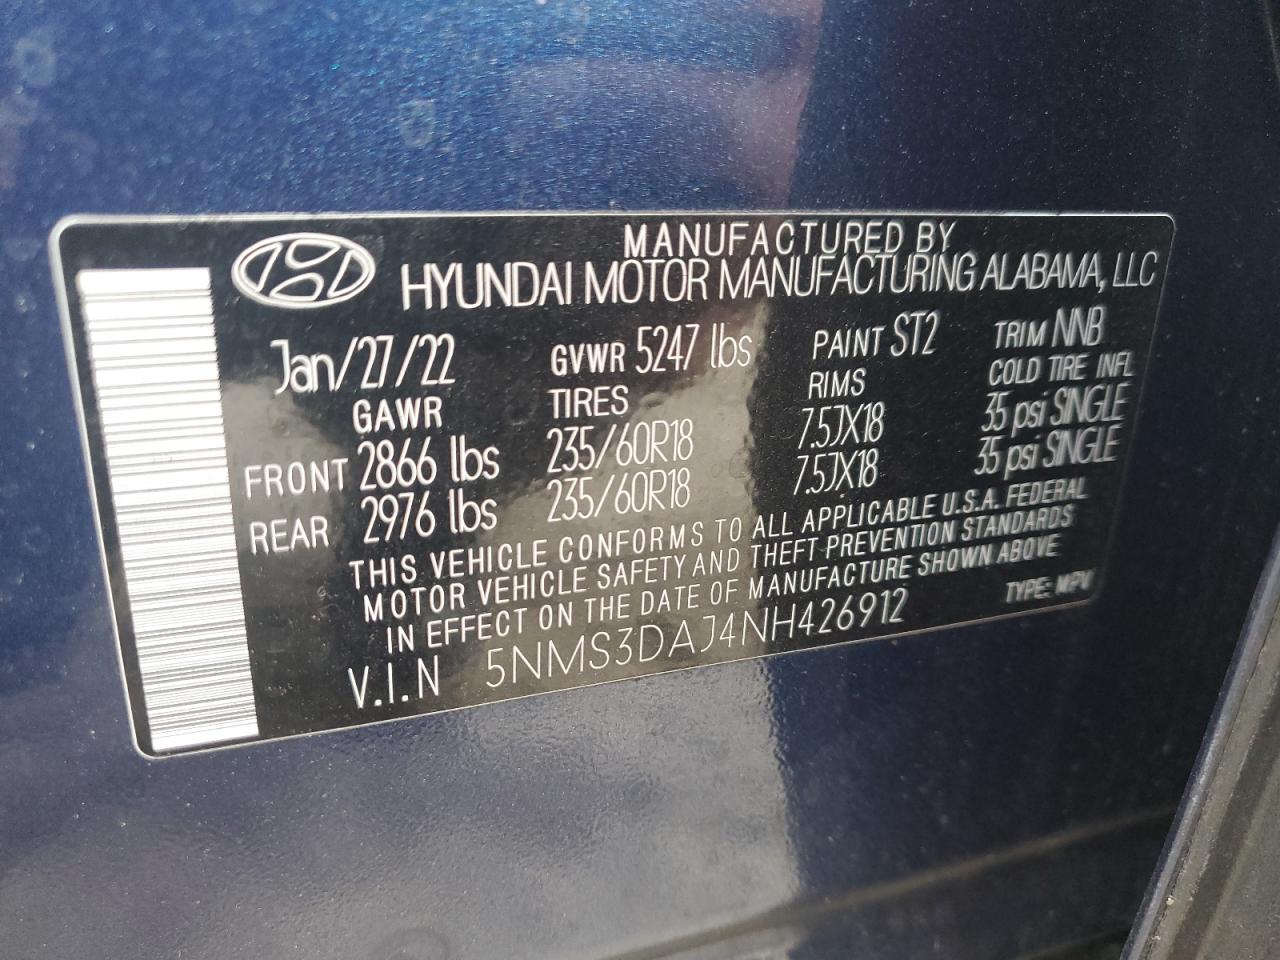 MANUFACTURED BY
HYUNDAI MOTOR MANUFACTURING ALABAMA, LLC
Jan/27/22 GVWR 5247 lbs PAINT ST2 TRIM NNB
GAWR TIRES RIMS COLD TIRE INFL
FRONT 2866 lbs 235/60R18 7.5JX18 35 psi SINGLE
REAR 2976 lbs 235/60R18 7.5JX18 35 psi SINGLE
THIS VEHICLE CONFORMS TO ALL APPLICABLE U.S.A. FEDERAL
MOTOR VEHICLE SAFETY AND THEFT PREVENTION STANDARDS
IN EFFECT ON THE DATE OF MANUFACTURE SHOWN ABOVE
V.I.N 5NMS3DAJ4NH426912 TYPE: MPV